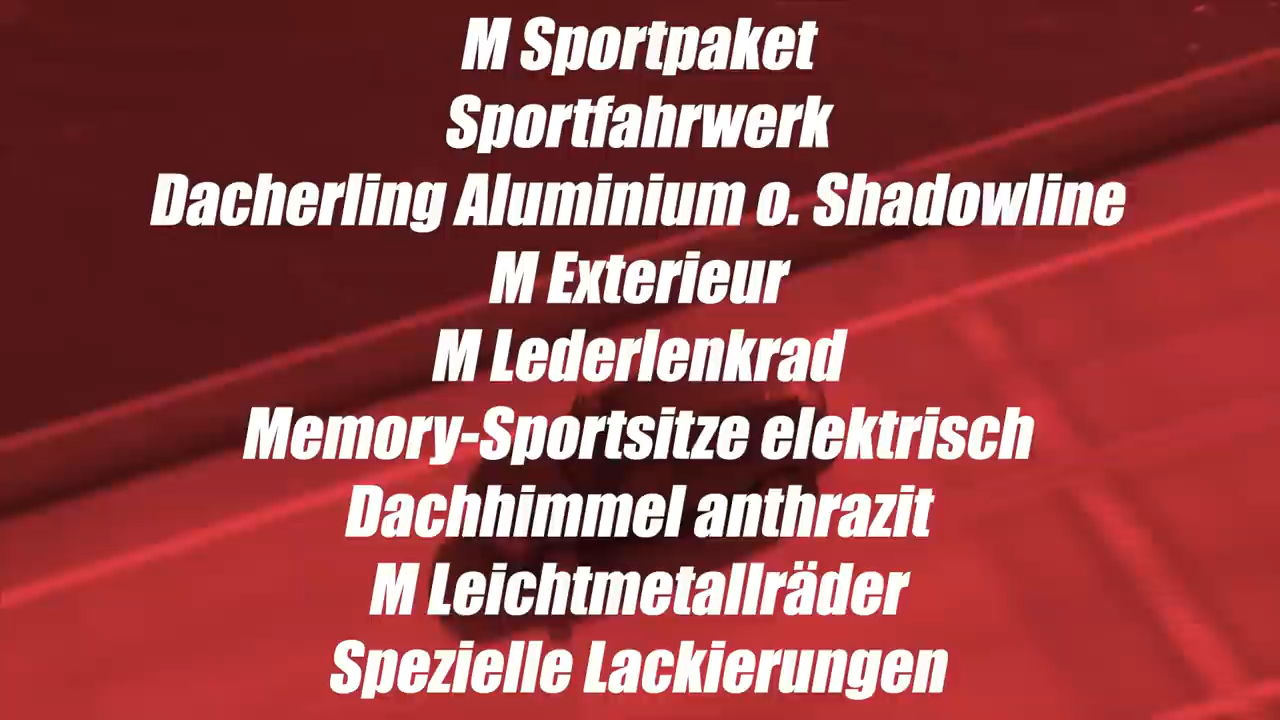 M Sportpaket
Sportfahrwerk
Dacherling Aluminium o. Shadowline
M Exterieur
M Lederlenkrad
Memory-Sportsitze elektrisch
Dachhimmel anthrazit
M Leichtmetallräder
Spezielle Lackierungen